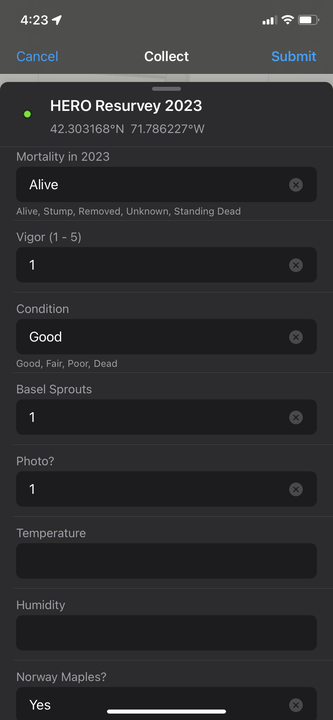 4:23
Cancel Collect Submit
HERO Resurvey 2023
42.303168°N 71.786227°W
Mortality in 2023
Alive
Alive, Stump, Removed, Unknown, Standing Dead
Vigor (1 - 5)
1
Condition
Good
Good, Fair, Poor, Dead
Basel Sprouts
1
Photo?
1
Temperature
Humidity
Norway Maples?
Yes